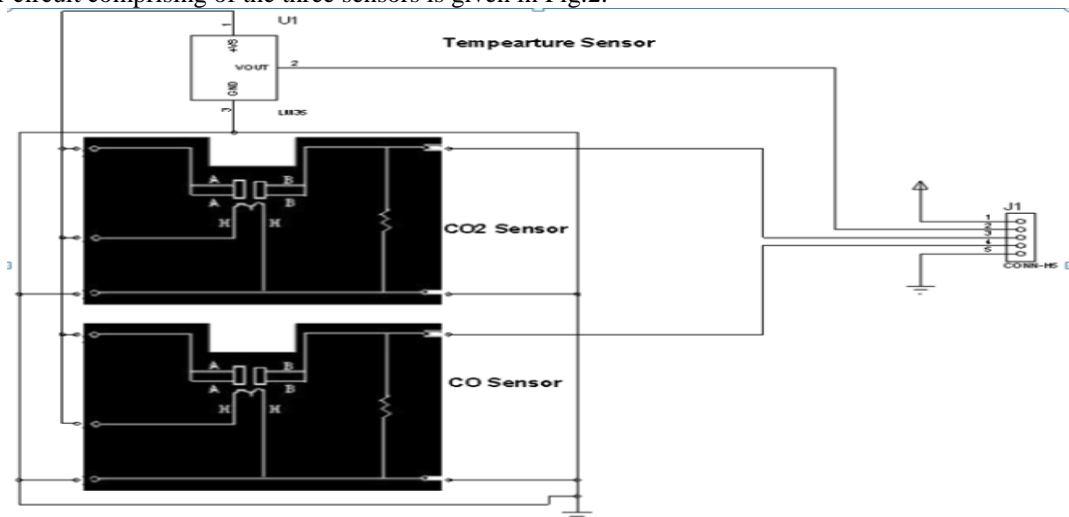 r circuit comprising of the three sensors is given in Fig.2.
U1
1
+VS
Tempearture Sensor
VOUT 2
GND
3
LM35
A B
A B
H H
CO2 Sensor
J1
1
2
3
4
5
CONN-H5
A B
A B
H H
CO Sensor